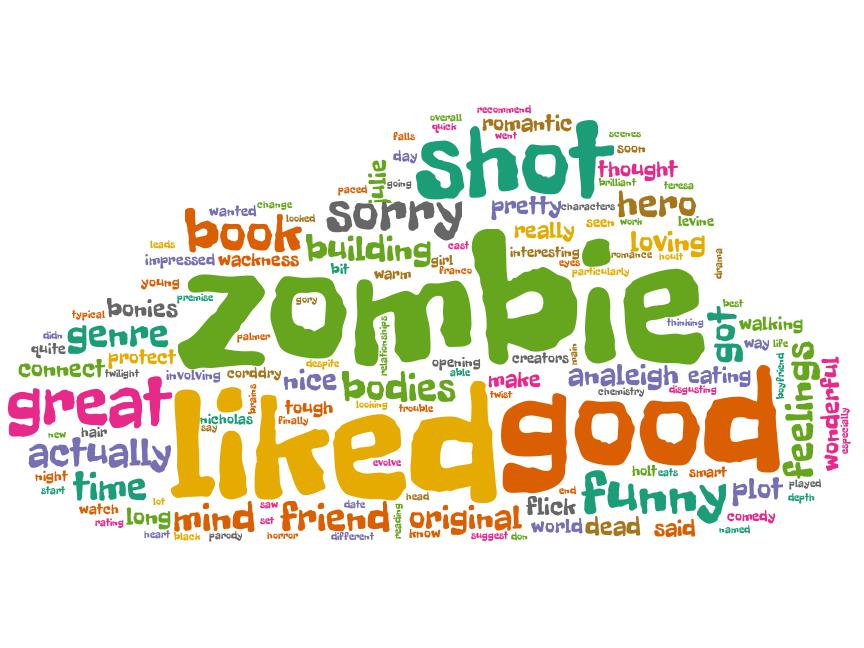 recommend
overall
quick
romantic
went
scenes
falls
shot
soon
day
thought
julie
paced
going
brilliant
teresa
wanted
change
sorry
pretty
characters
hero
looked
book
really
seen
work
levine
leads
building
cast
interesting
romance
loving
impressed
wackness
girl
eyes
hoult
bit
warm
franco
particularly
drama
young
zombie
typical
bonies
premise
gory
best
didn
genre
palmer
relationships
thinking
got
walking
quite
connect
protect
despite
opening
creators
main
way
life
twilight
involving
corddry
nice
bodies
able
make
analeigh
eating
boyfriend
feelings
wonderful
great
brains
twist
chemistry
disgusting
liked
good
nicholas
tough
looking
trouble
say
finally
new
hair
actually
evolve
especially
night
start
time
holt
eats
smart
funny
plot
played
depth
lot
saw
date
head
end
flick
watch
rating
long
mind
set
friend
reading
original
world
dead
said
comedy
heart
black
parody
horror
different
know
suggest
don
named